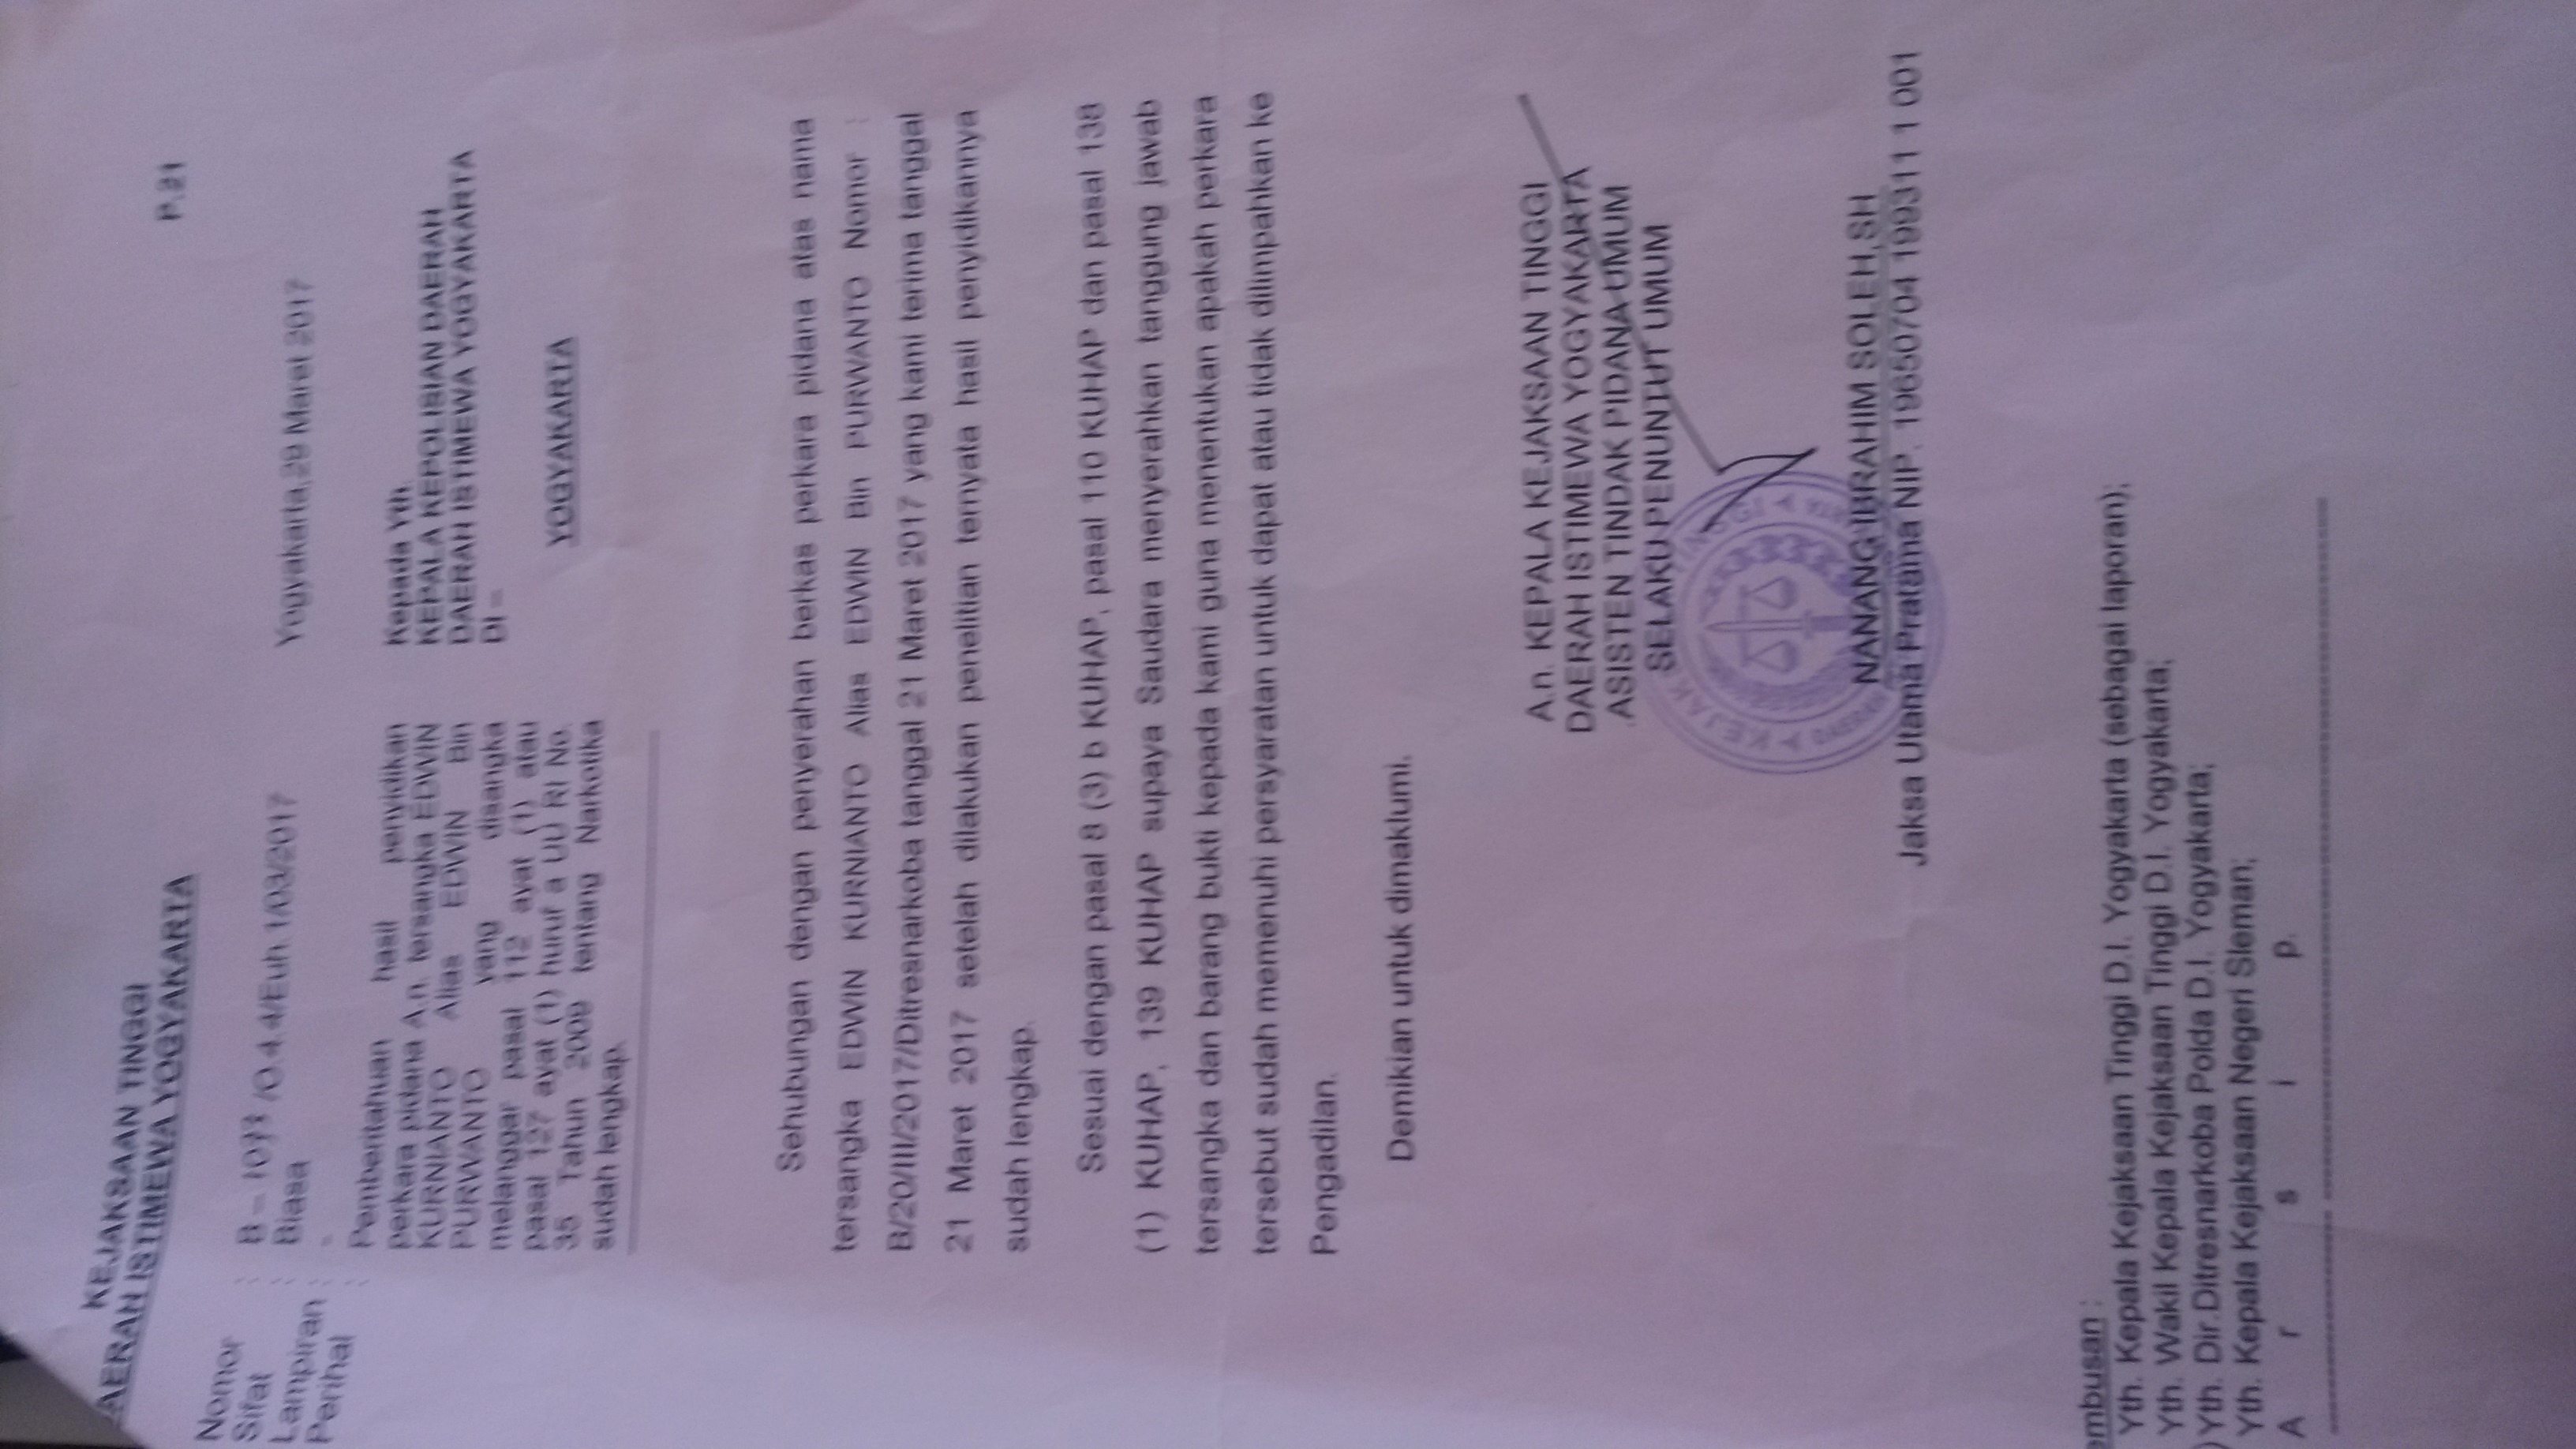 KEJAKSAAN TINGGI
AERAH ISTIMEWA YOGYAKARTA
P.21
Nomor : B – /O.4.4/Euh.1/03/2017
Sifat : Biasa
Lampiran : -
Perihal : Pemberitahuan hasil penyidikan
perkara pidana A.n. tersangka EDWIN
KURNIANTO Alias EDWIN Bin
PURWANTO yang disangka
melanggar pasal 112 ayat (1) atau
pasal 127 ayat (1) huruf a UU RI No.
35 Tahun 2009 tentang Narkotika
sudah lengkap.
Yogyakarta,29 Maret 2017
Kepada Yth.
KEPALA KEPOLISIAN DAERAH
DAERAH ISTIMEWA YOGYAKARTA
DI –
YOGYAKARTA
Sehubungan dengan penyerahan berkas perkara pidana atas nama
tersangka EDWIN KURNIANTO Alias EDWIN Bin PURWANTO Nomor :
B/20/III/2017/Ditresnarkoba tanggal 21 Maret 2017 yang kami terima tanggal
21 Maret 2017 setelah dilakukan penelitian ternyata hasil penyidikannya
sudah lengkap.
Sesuai dengan pasal 8 (3) b KUHAP, pasal 110 KUHAP dan pasal 138
(1) KUHAP, 139 KUHAP supaya Saudara menyerahkan tanggung jawab
tersangka dan barang bukti kepada kami guna menentukan apakah perkara
tersebut sudah memenuhi persyaratan untuk dapat atau tidak dilimpahkan ke
Pengadilan.
Demikian untuk dimaklumi.
A.n. KEPALA KEJAKSAAN TINGGI
DAERAH ISTIMEWA YOGYAKARTA
ASISTEN TINDAK PIDANA UMUM
SELAKU PENUNTUT UMUM
NANANG IBRAHIM SOLEH,SH
Jaksa Utama Pratama NIP. 19650704 199311 1 001
embusan :
Yth. Kepala Kejaksaan Tinggi D.I. Yogyakarta (sebagai laporan);
Yth. Wakil Kepala Kejaksaan Tinggi D.I. Yogyakarta;
) Yth. Dir.Ditresnarkoba Polda D.I. Yogyakarta;
Yth. Kepala Kejaksaan Negeri Sleman;
A r s i p.